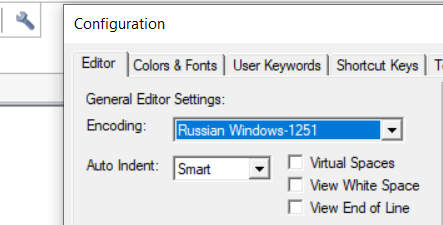 Configuration
Editor Colors & Fonts User Keywords Shortcut Keys
General Editor Settings:
Encoding: Russian Windows-1251
Auto Indent: Smart Virtual Spaces
View White Space
View End of Line